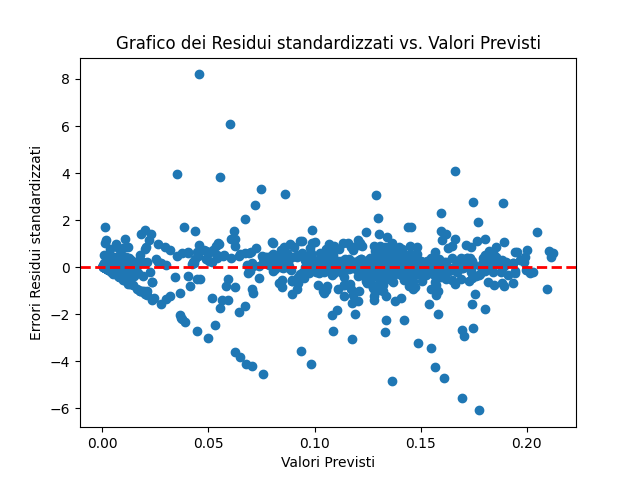 Grafico dei Residui standardizzati vs. Valori Previsti
Errori Residui standardizzati
8
6
4
2
0
−2
−4
−6
0.00 0.05 0.10 0.15 0.20
Valori Previsti